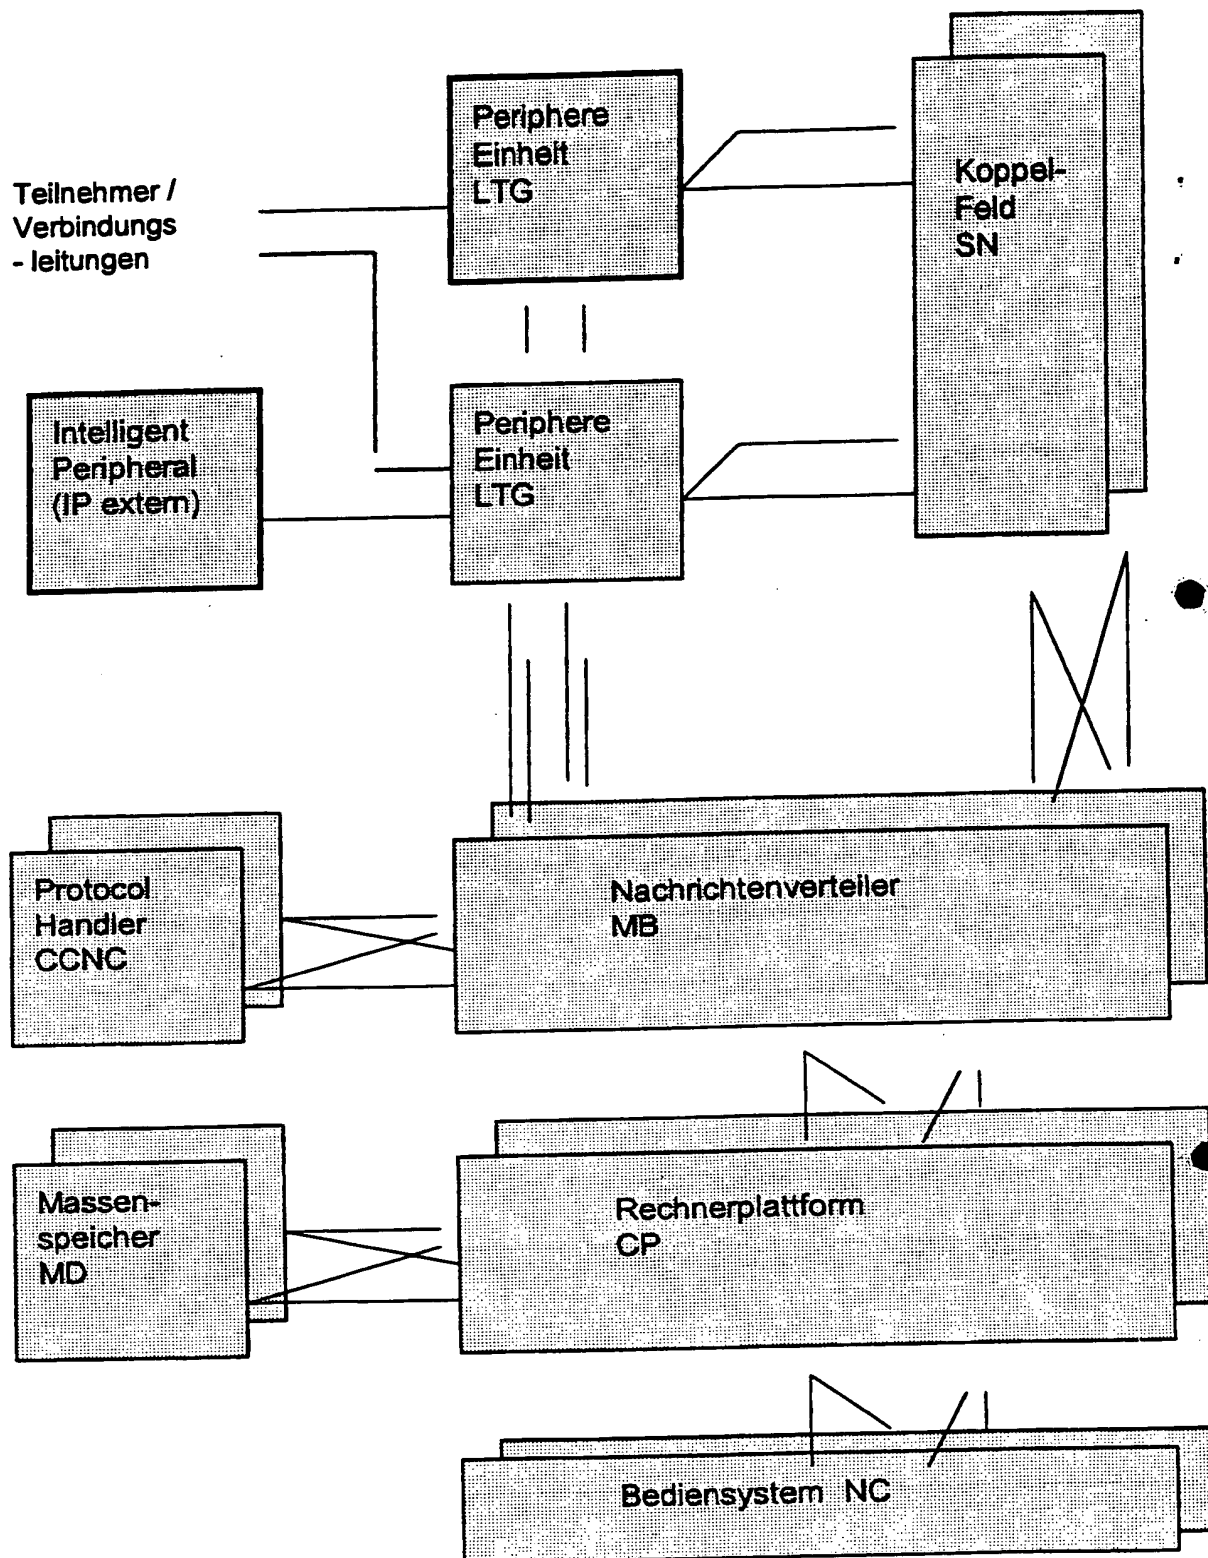 Periphere
Einheit
LTG
Koppel-
Feld
SN
Teilnehmer /
Verbindungs
- leitungen
Intelligent
Peripheral
(IP extern)
Periphere
Einheit
LTG
Protocol
Handler
CCNC
Nachrichtenverteiler
MB
Massen-
speicher
MD
Rechnerplattform
CP
Bediensystem NC